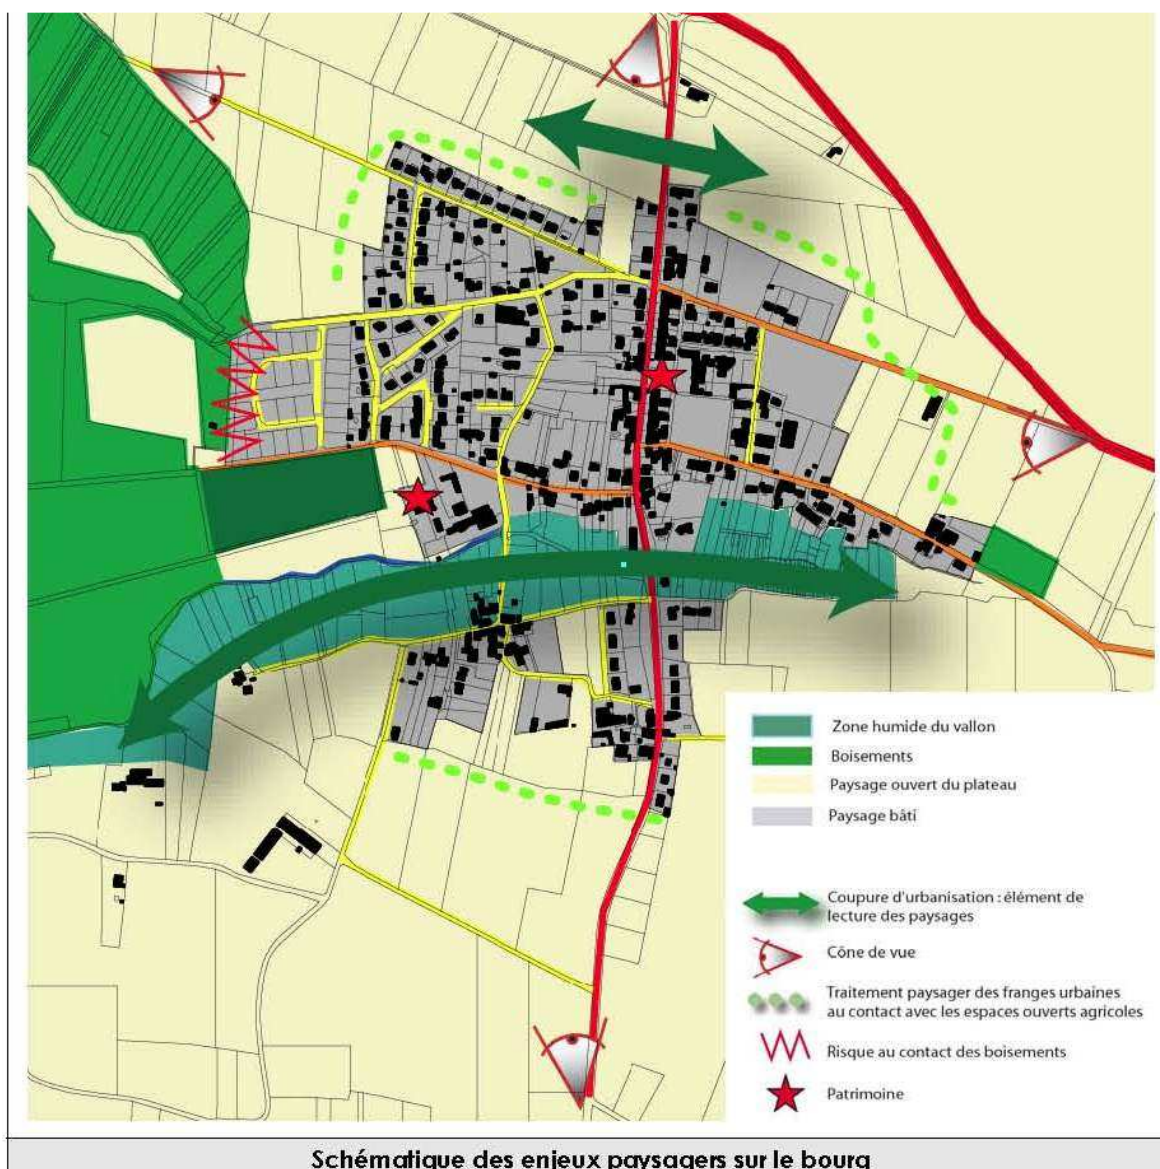 Zone humide du vallon
Boisements
Paysage ouvert du plateau
Paysage bâti
Coupure d'urbanisation : élément de
lecture des paysages
Cône de vue
Traitement paysager des franges urbaines
au contact avec les espaces ouverts agricoles
Risque au contact des boisements
Patrimoine
Schématique des enjeux paysagers sur le bourg